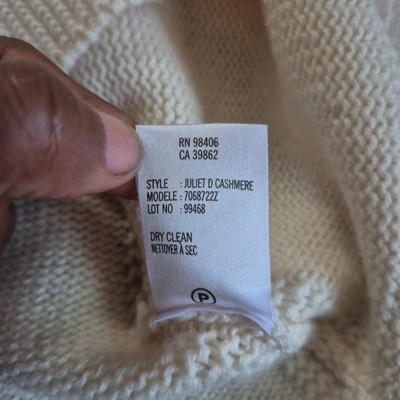 RN 98406
CA 39862
STYLE : JULIET D CASHMERE
MODELE : 7068722Z
LOT NO : 99468
DRY CLEAN
NETTOYER À SEC
P